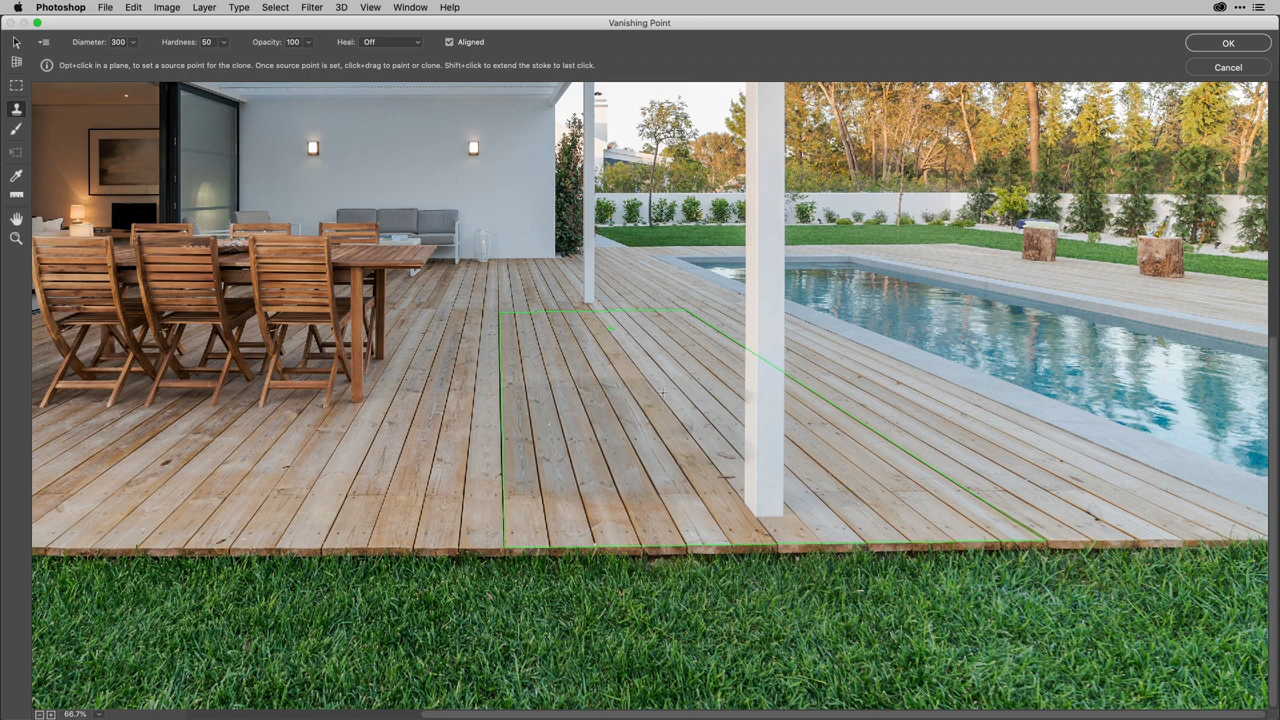 Photoshop File Edit Image Layer Type Select Filter 3D View Window Help
Vanishing Point
Diameter: 300 Hardness: 50 Opacity: 100 Heal: Off Aligned
OK
Opt+click in a plane, to set a source point for the clone. Once source point is set, click+drag to paint or clone. Shift+click to extend the stoke to last click.
Cancel
66.7%